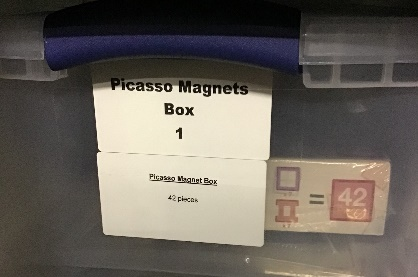 Picasso Magnets
Box
1
Picasso Magnet Box
42 pieces
= 42